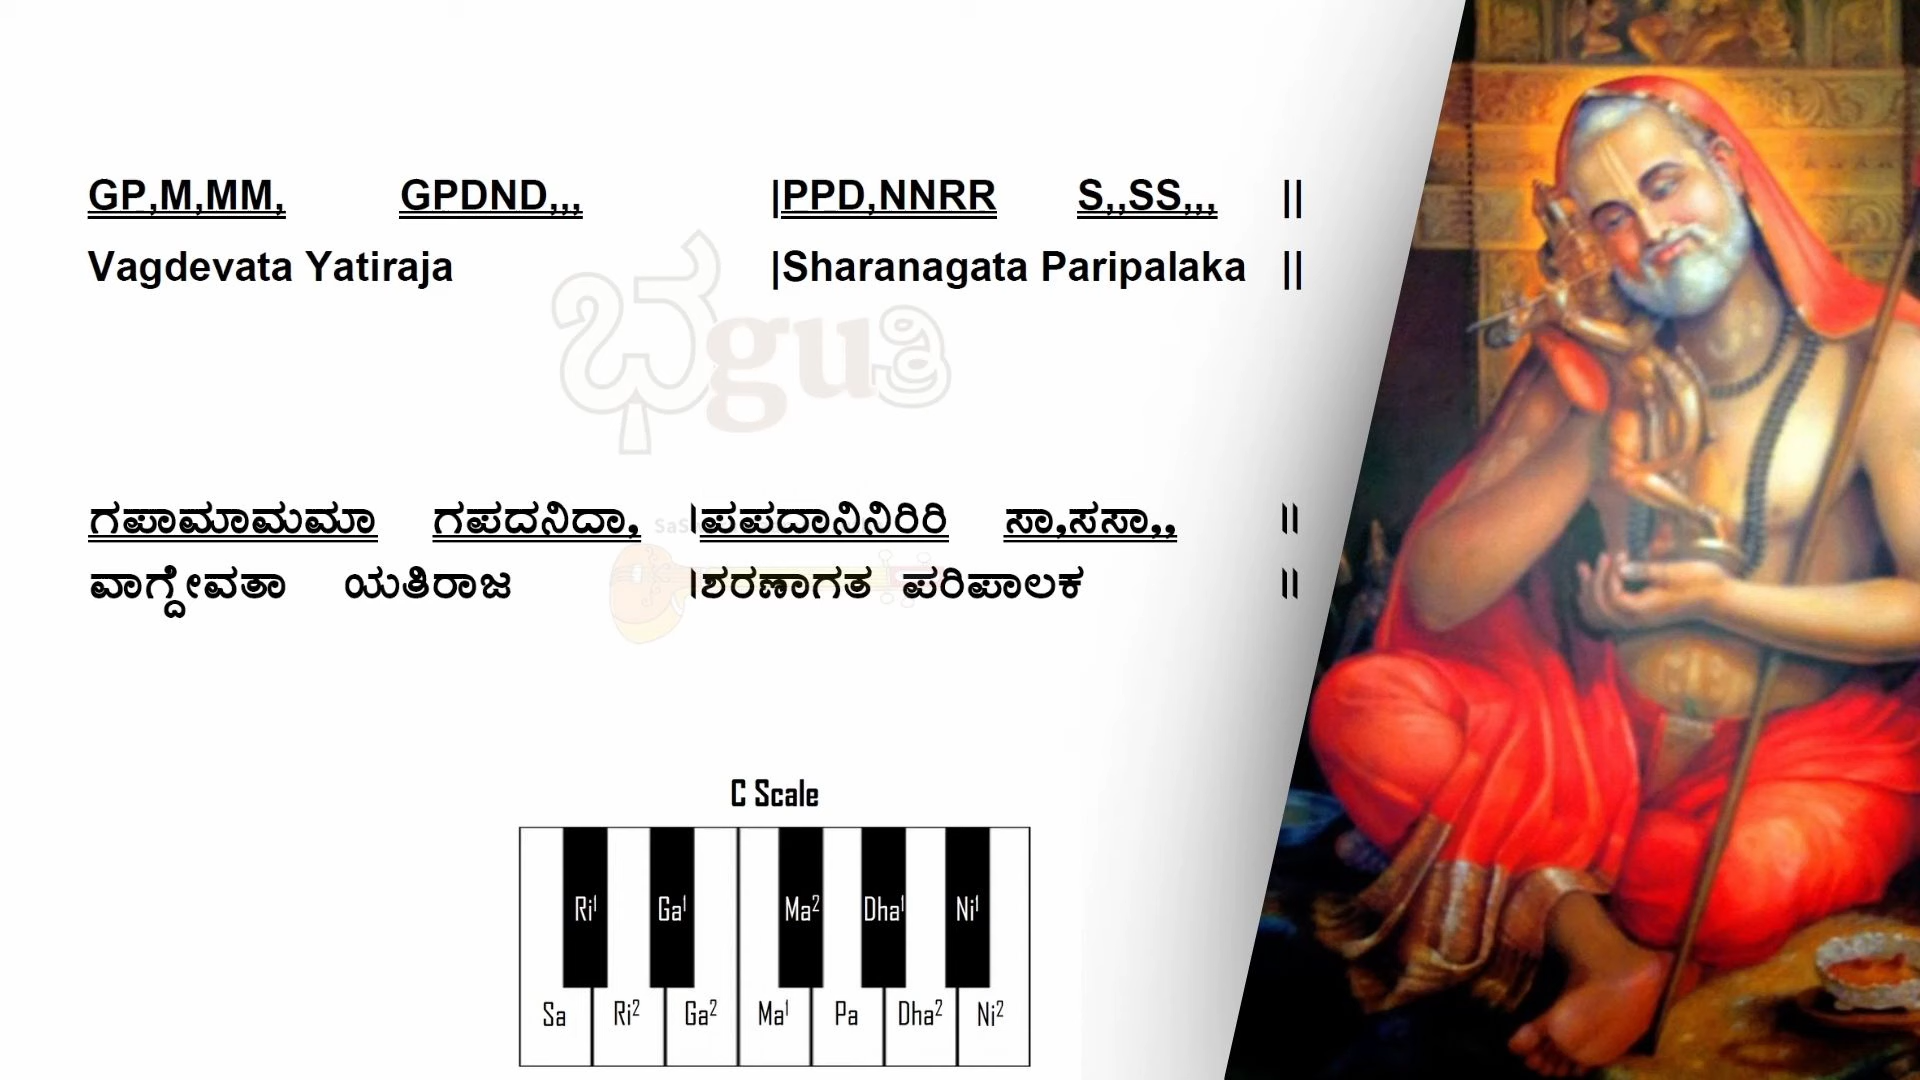 GP,M,MM, GPDND,,, |PPD,NNRR S,,SS,,, ||
Vagdevata Yatiraja |Sharanagata Paripalaka ||
ಭguತಿ
ಗಪಾಮಾಮಮಾ ಗಪದನಿದಾ, |ಪಪದಾನಿನಿರಿರಿ ಸಾ,ಸಸಾ,, ||
ವಾಗ್ದೇವತಾ ಯತಿರಾಜ |ಶರಣಾಗತ ಪರಿಪಾಲಕ ||
C Scale
Ri¹ Ga¹ Ma² Dha¹ Ni¹
Sa Ri² Ga² Ma¹ Pa Dha² Ni²